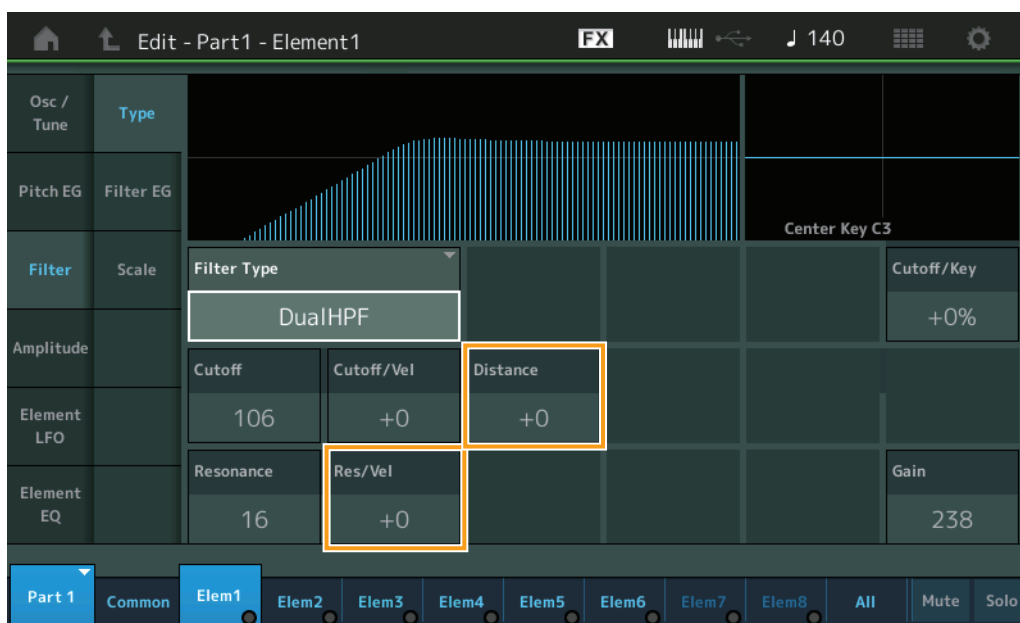 Edit - Part1 - Element1
FX
♩ 140
Osc /
Tune
Type
Pitch EG
Filter EG
Filter
Scale
Amplitude
Element
LFO
Element
EQ
Center Key C3
Filter Type
DualHPF
Cutoff/Key
+0%
Cutoff
106
Cutoff/Vel
+0
Distance
+0
Resonance
16
Res/Vel
+0
Gain
238
Part 1
Common
Elem1
Elem2
Elem3
Elem4
Elem5
Elem6
Elem7
Elem8
All
Mute
Solo